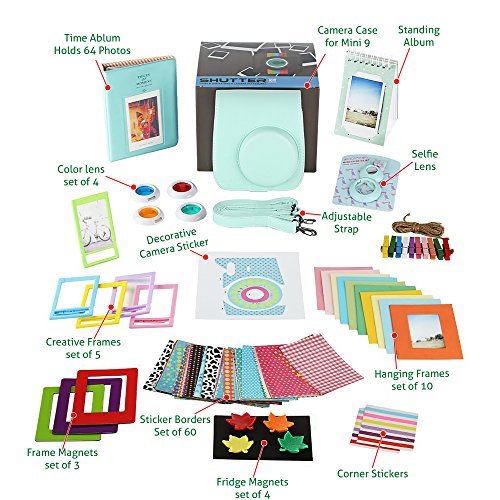 Time Ablum
Holds 64 Photos
Camera Case
for Mini 9
Standing
Album
SHUTTER
Color lens
set of 4
Selfie
Lens
Adjustable
Strap
Decorative
Camera Sticker
Creative Frames
set of 5
Hanging Frames
set of 10
Sticker Borders
Set of 60
Frame Magnets
set of 3
Fridge Magnets
set of 4
Corner Stickers